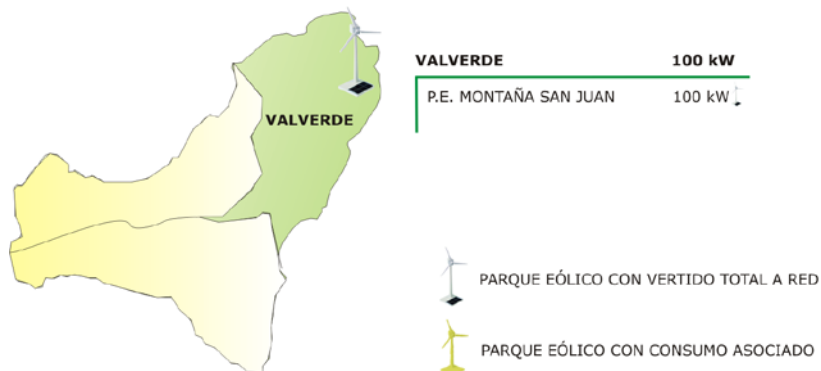 VALVERDE
VALVERDE 100 kW
P.E. MONTAÑA SAN JUAN 100 kW
PARQUE EÓLICO CON VERTIDO TOTAL A RED
PARQUE EÓLICO CON CONSUMO ASOCIADO